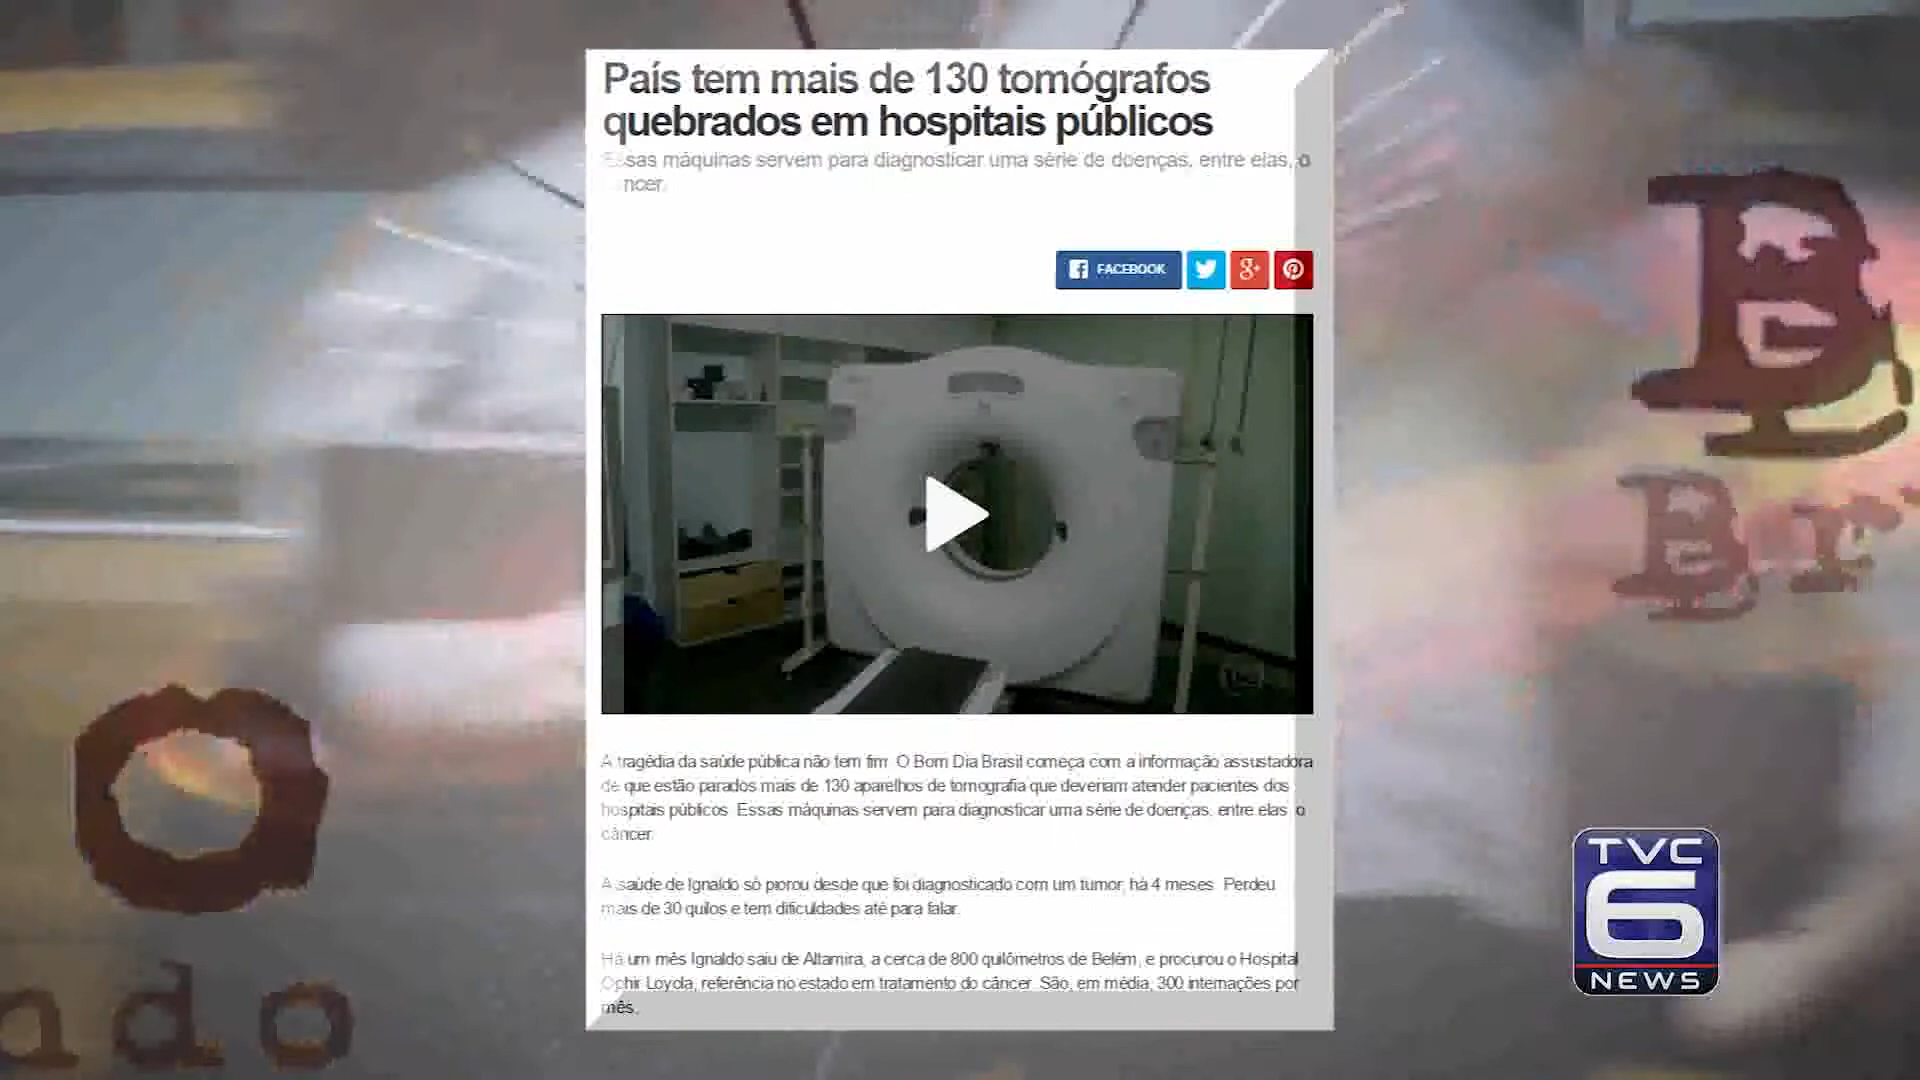 País tem mais de 130 tomógrafos
quebrados em hospitais públicos
Essas máquinas servem para diagnosticar uma série de doenças, entre elas, o
câncer.
FACEBOOK
g+
A tragédia da saúde pública não tem fim. O Bom Dia Brasil começa com a informação assustadora
de que estão parados mais de 130 aparelhos de tomografia que deveriam atender pacientes dos
hospitais públicos. Essas máquinas servem para diagnosticar uma série de doenças, entre elas, o
câncer.
A saúde de Ignaldo só piorou desde que foi diagnosticado com um tumor, há 4 meses. Perdeu
mais de 30 quilos e tem dificuldades até para falar.
Há um mês Ignaldo saiu de Altamira, a cerca de 800 quilômetros de Belém, e procurou o Hospital
Ophir Loyola, referência no estado em tratamento do câncer. São, em média, 300 internações por
mês.
B
Br
o
ndo
TVC
6
NEWS